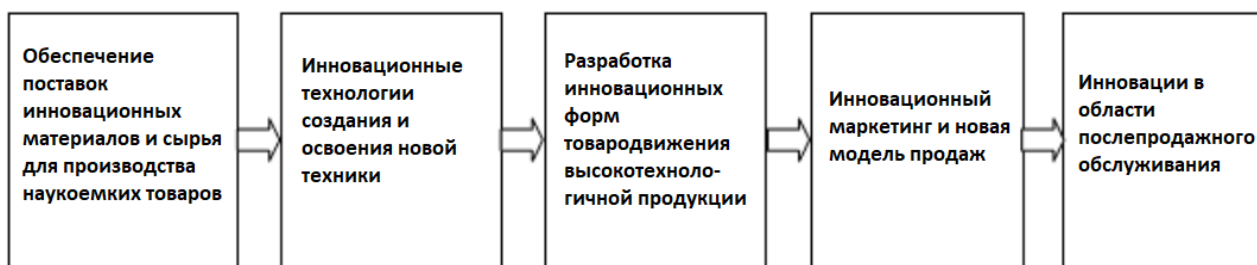 Обеспечение
поставок
инновационных
материалов и сырья
для производства
наукоемких товаров
Инновационные
технологии
создания и
освоения новой
техники
Разработка
инновационных
форм
товародвижения
высокотехноло-
гичной продукции
Инновационный
маркетинг и новая
модель продаж
Инновации в
области
послепродажного
обслуживания